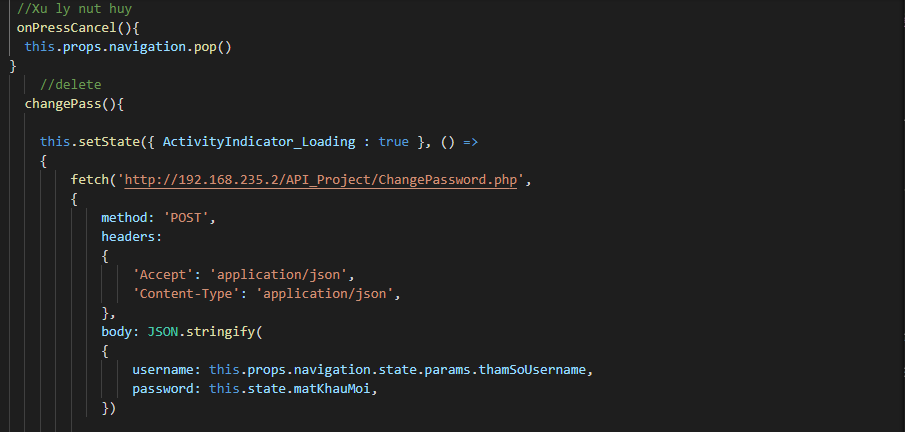 //Xu ly nut huy
onPressCancel(){
this.props.navigation.pop()
}
//delete
changePass(){
this.setState({ ActivityIndicator_Loading : true }, () =>
{
fetch('http://192.168.235.2/API_Project/ChangePassword.php',
{
method: 'POST',
headers:
{
'Accept': 'application/json',
'Content-Type': 'application/json',
},
body: JSON.stringify(
{
username: this.props.navigation.state.params.thamSoUsername,
password: this.state.matKhauMoi,
})